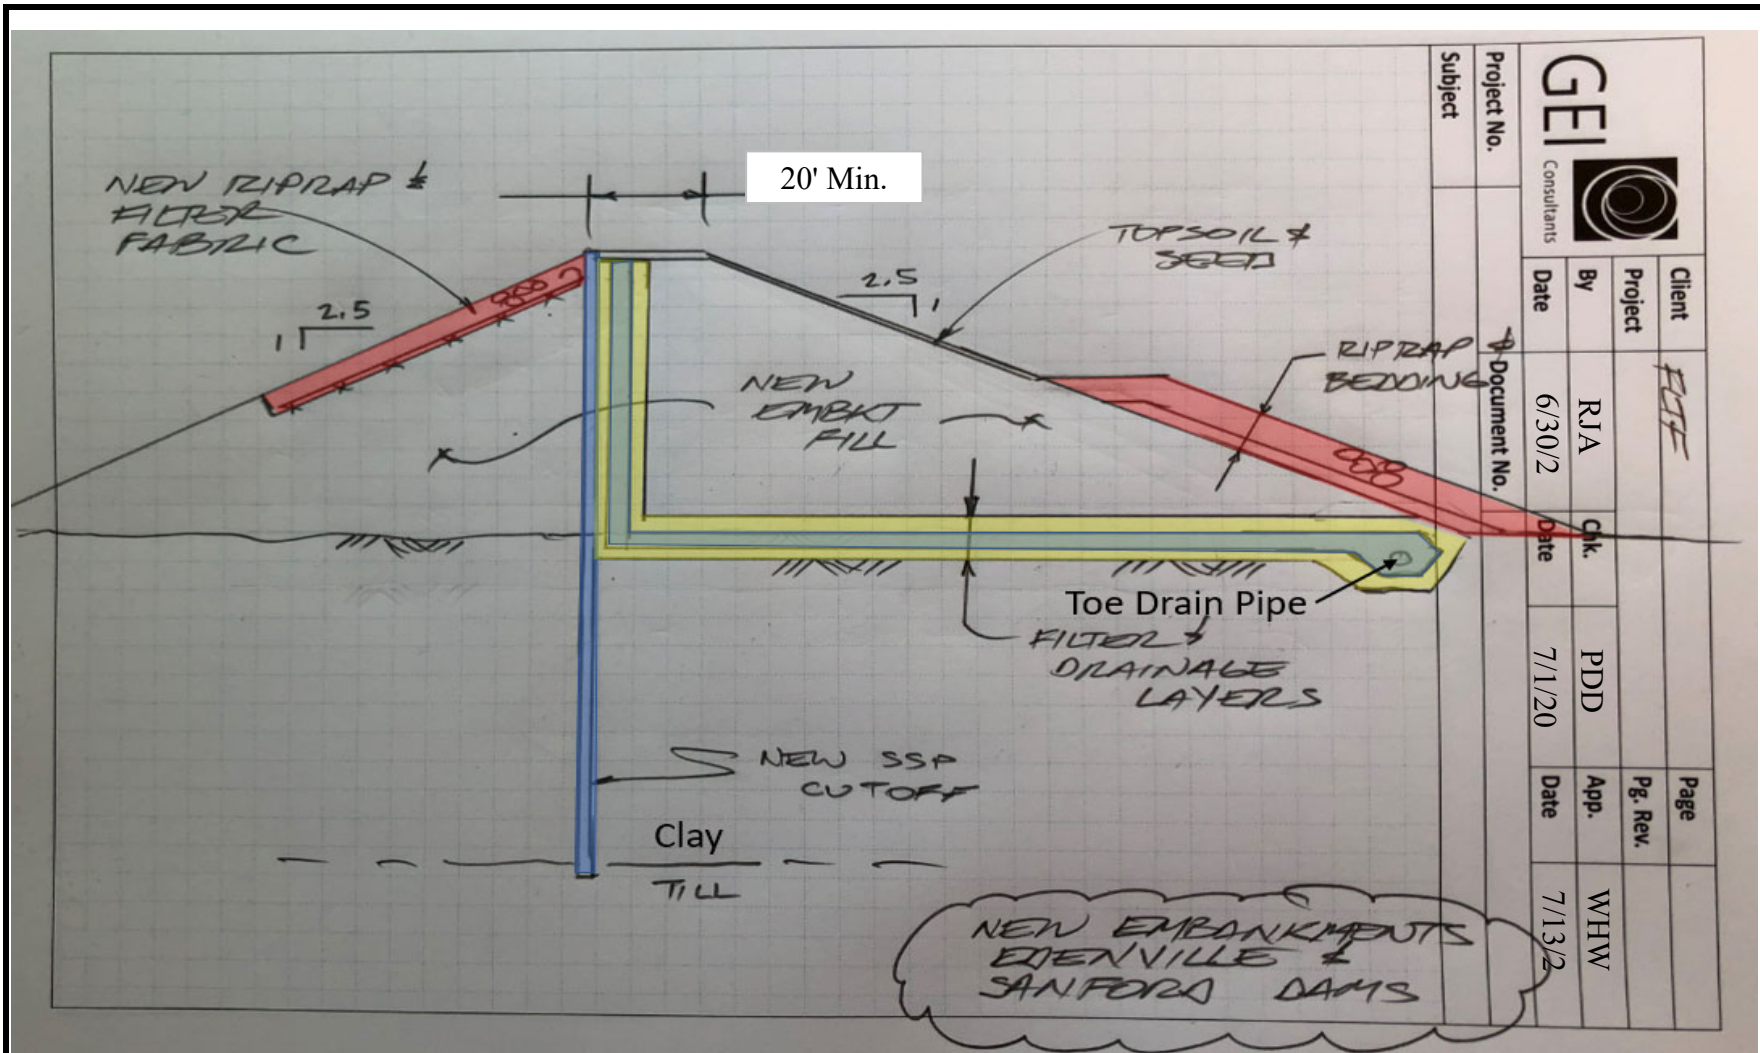 NEW RIPRAP &
FILTER
FABRIC
20' Min.
TOPSOIL &
SEED
2.5
1
2.5
1
RIPRAP &
BEDDING
NEW
EMBKT
FILL
Toe Drain Pipe
FILTER &
DRAINAGE
LAYERS
NEW SSP
CUTOFF
Clay
TILL
NEW EMBANKMENTS
EDENVILLE &
SANFORD DAMS
GEI
Consultants
Client
Page
Project
Pg. Rev.
By RJA Chk. PDD App. WHW
Date 6/30/2 Date 7/1/20 Date 7/13/2
Project No. Document No.
Subject